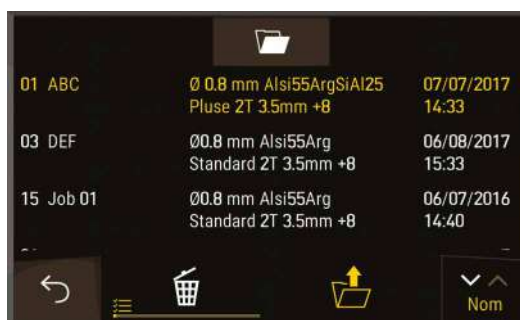 01 ABC Ø 0.8 mm Alsi55ArgSiAl25 07/07/2017
Pluse 2T 3.5mm +8 14:33
03 DEF Ø0.8 mm Alsi55Arg 06/08/2017
Standard 2T 3.5mm +8 15:33
15 Job 01 Ø0.8 mm Alsi55Arg 06/07/2016
Standard 2T 3.5mm +8 14:40
Nom